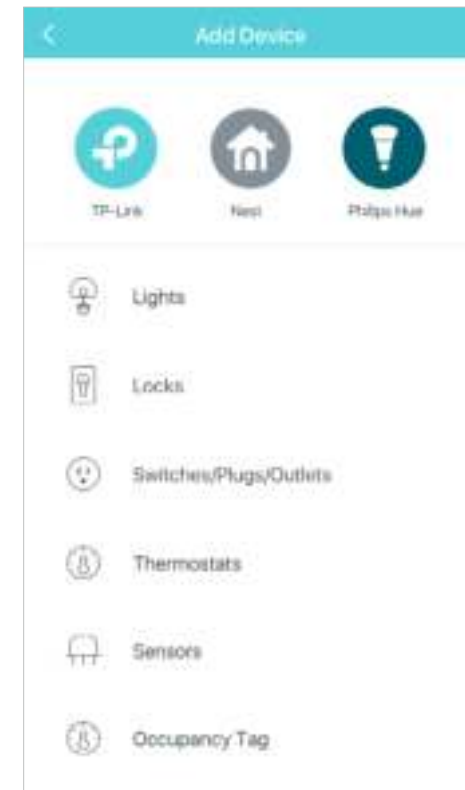 Add Device
TP-Link
Nest
Philips Hue
Lights
Locks
Switches/Plugs/Outlets
Thermostats
Sensors
Occupancy Tag